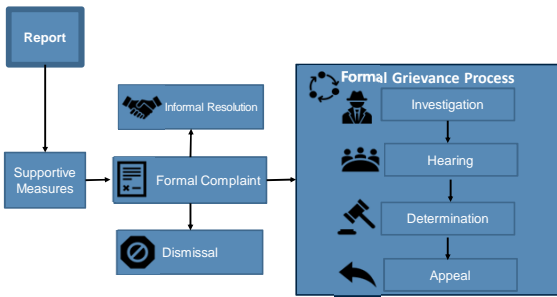 Report
Supportive
Measures
Informal Resolution
Formal Complaint
Dismissal
Formal Grievance Process
Investigation
Hearing
Determination
Appeal